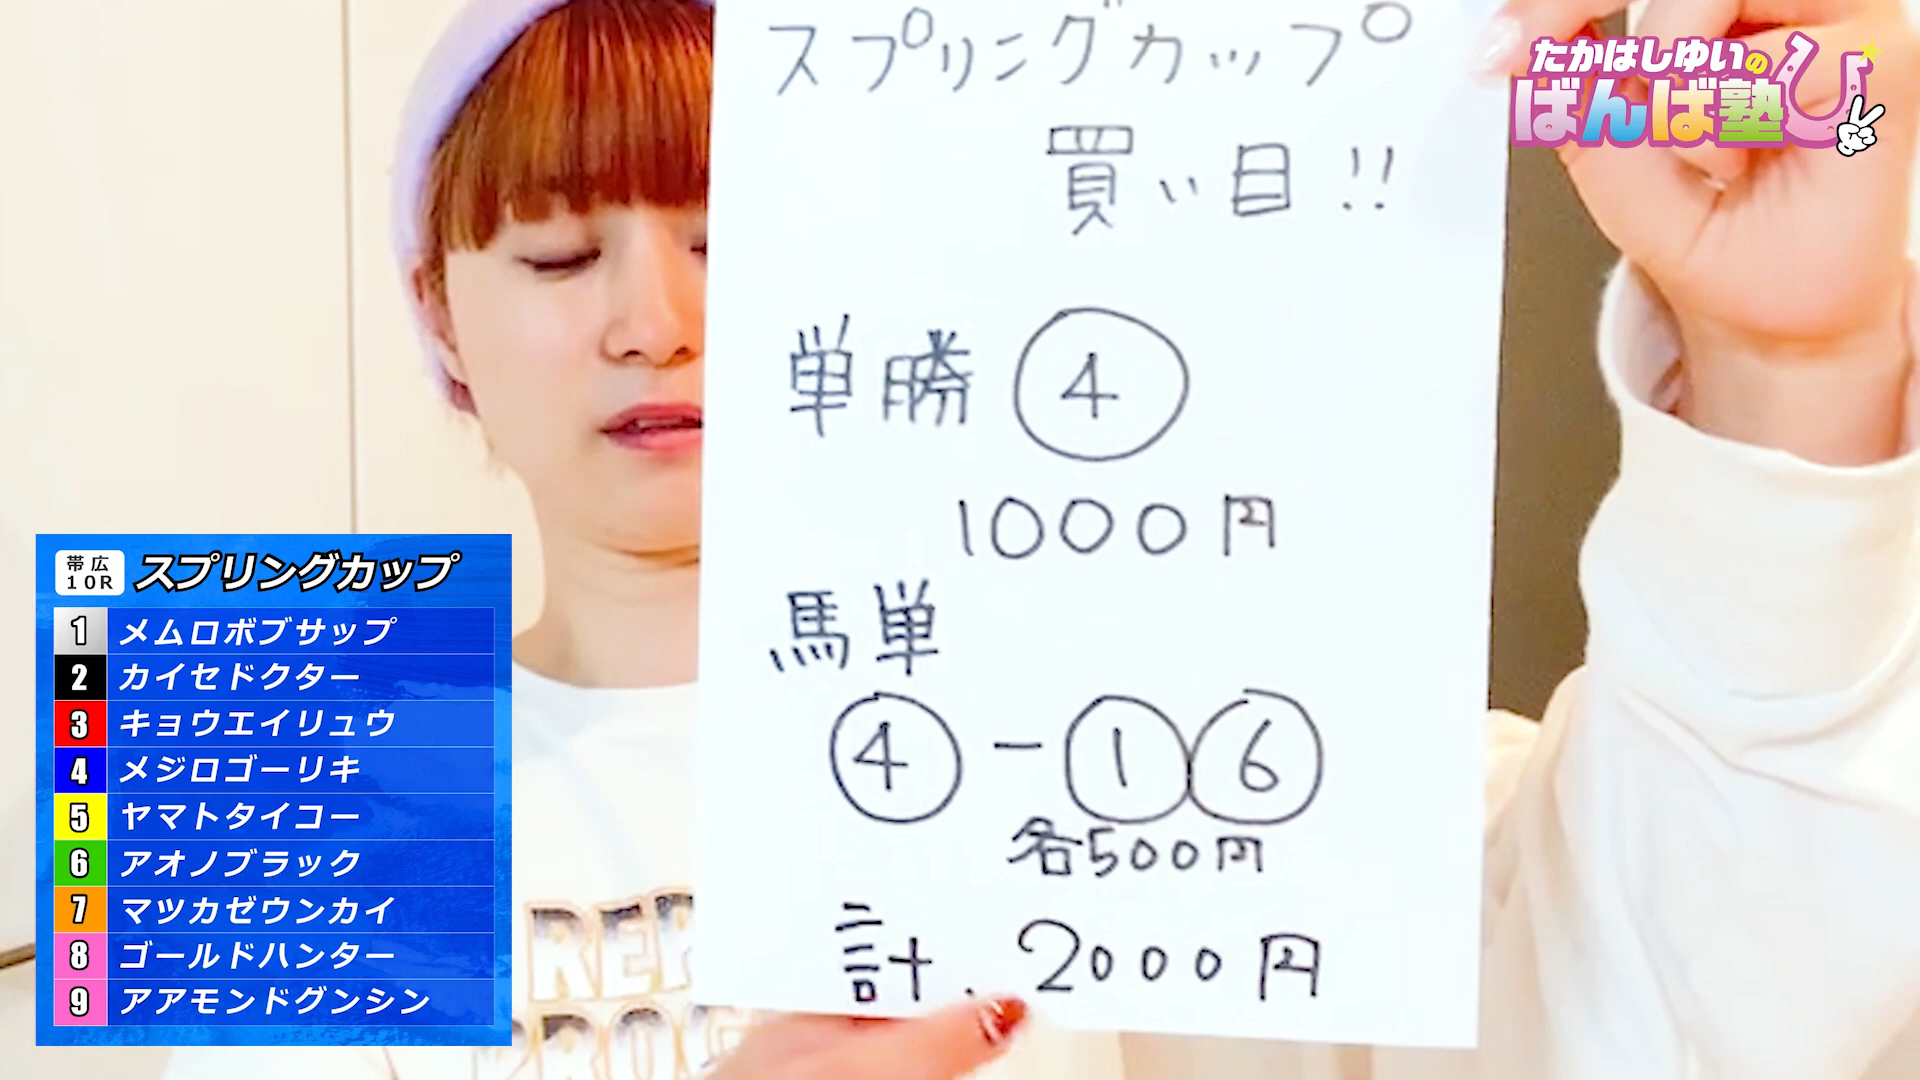 スプリングカップ
買い目!!
単勝 ④
1000円
馬単
④-①⑥
各500円
計. 2000円
たかはしゆいの
ばんば塾
帯広
10R
スプリングカップ
1 メムロボブサップ
2 カイセドクター
3 キョウエイリュウ
4 メジロゴーリキ
5 ヤマトタイコー
6 アオノブラック
7 マツカゼウンカイ
8 ゴールドハンター
9 アアモンドグンシン